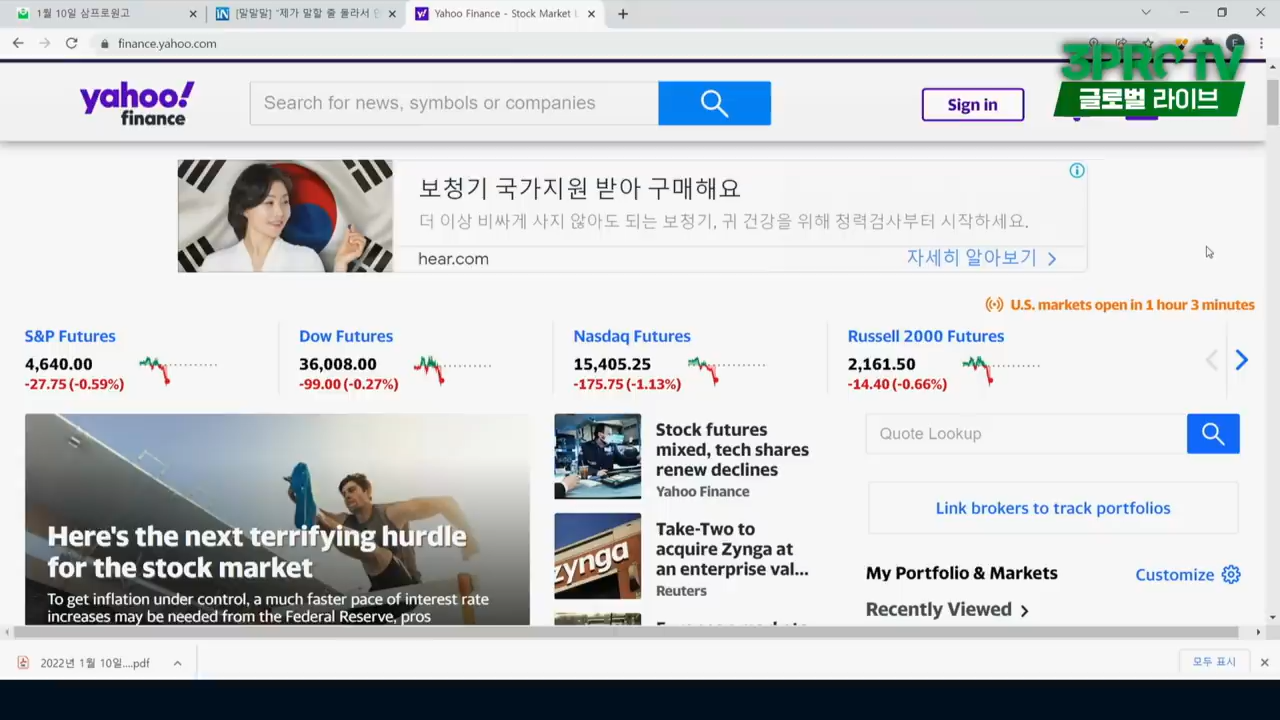 1월 10일 삼프로원고
[말말말] "제가 말할 줄 몰라서 안
Yahoo Finance - Stock Market L
finance.yahoo.com
3PRO TV
글로벌 라이브
yahoo!
finance
Search for news, symbols or companies
Sign in
보청기 국가지원 받아 구매해요
더 이상 비싸게 사지 않아도 되는 보청기, 귀 건강을 위해 청력검사부터 시작하세요.
hear.com
자세히 알아보기
U.S. markets open in 1 hour 3 minutes
S&P Futures
4,640.00
-27.75 (-0.59%)
Dow Futures
36,008.00
-99.00 (-0.27%)
Nasdaq Futures
15,405.25
-175.75 (-1.13%)
Russell 2000 Futures
2,161.50
-14.40 (-0.66%)
Here's the next terrifying hurdle
for the stock market
To get inflation under control, a much faster pace of interest rate
increases may be needed from the Federal Reserve, pros
Stock futures
mixed, tech shares
renew declines
Yahoo Finance
zynga
Take-Two to
acquire Zynga at
an enterprise val...
Reuters
Quote Lookup
Link brokers to track portfolios
My Portfolio & Markets
Customize
Recently Viewed
2022년 1월 10일....pdf
모두 표시